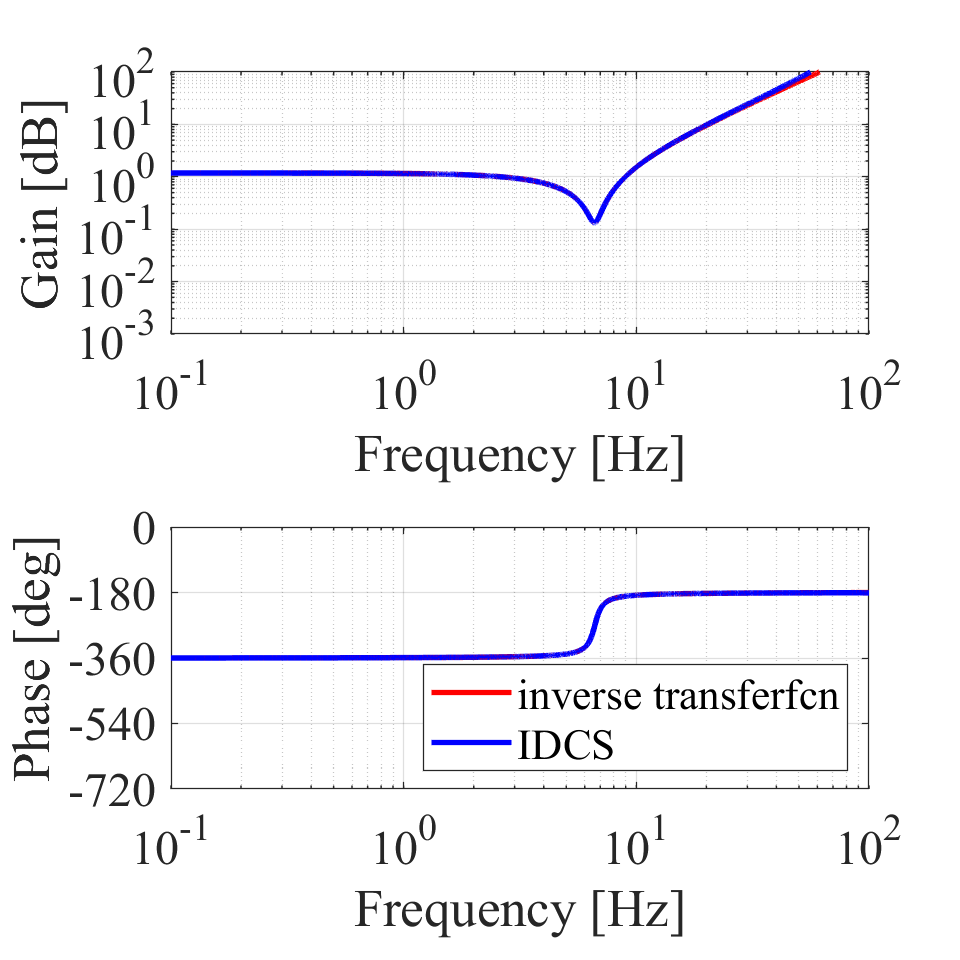 10^2
10^1
10^0
10^-1
10^-2
10^-3
Gain [dB]
10^-1 10^0 10^1 10^2
Frequency [Hz]
0
-180
-360
-540
-720
Phase [deg]
inverse transferfcn
IDCS
10^-1 10^0 10^1 10^2
Frequency [Hz]